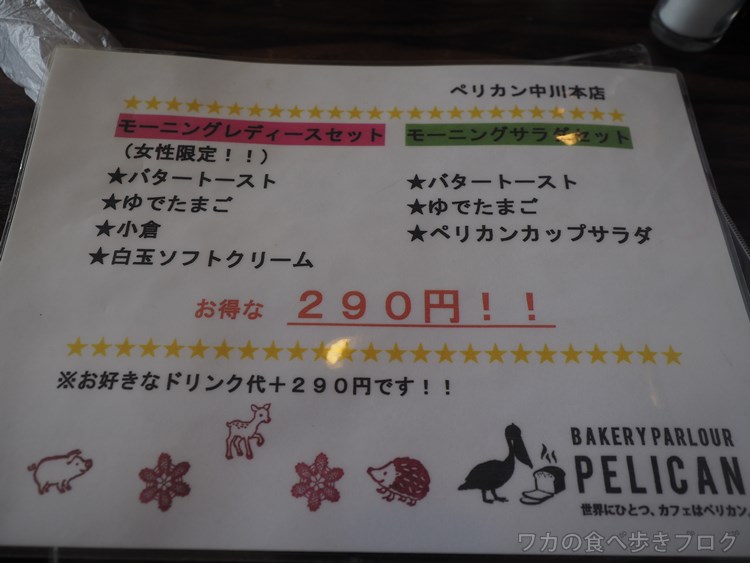 ペリカン中川本店
★★★★★★★★★★★★★★★★★★★★★★★★★
モーニングレディースセット
（女性限定！！）
★バタートースト
★ゆでたまご
★小倉
★白玉ソフトクリーム
モーニングサラダセット
★バタートースト
★ゆでたまご
★ペリカンカップサラダ
お得な ２９０円！！
★★★★★★★★★★★★★★★★★★★★★★★★★
※お好きなドリンク代＋２９０円です！！
BAKERY PARLOUR
PELICAN
世界にひとつ、カフェはペリカン。
ワカの食べ歩きブログ